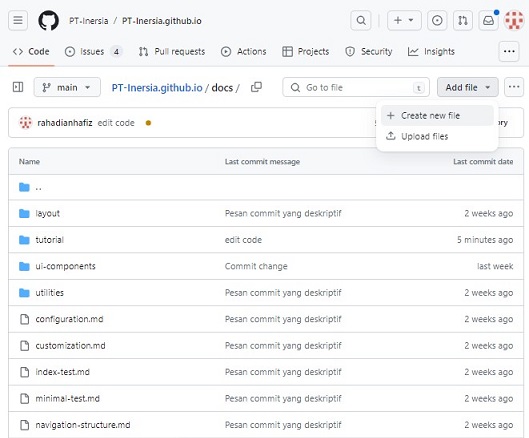 PT-Inersia / PT-Inersia.github.io
Code Issues 4 Pull requests Actions Projects Security Insights
main PT-Inersia.github.io / docs / Go to file t Add file
rahadianhafiz edit code
Create new file
Upload files
Name Last commit message Last commit date
..
layout Pesan commit yang deskriptif 2 weeks ago
tutorial edit code 5 minutes ago
ui-components Commit change last week
utilities Pesan commit yang deskriptif 2 weeks ago
configuration.md Pesan commit yang deskriptif 2 weeks ago
customization.md Pesan commit yang deskriptif 2 weeks ago
index-test.md Pesan commit yang deskriptif 2 weeks ago
minimal-test.md Pesan commit yang deskriptif 2 weeks ago
navigation-structure.md Pesan commit yang deskriptif 2 weeks ago